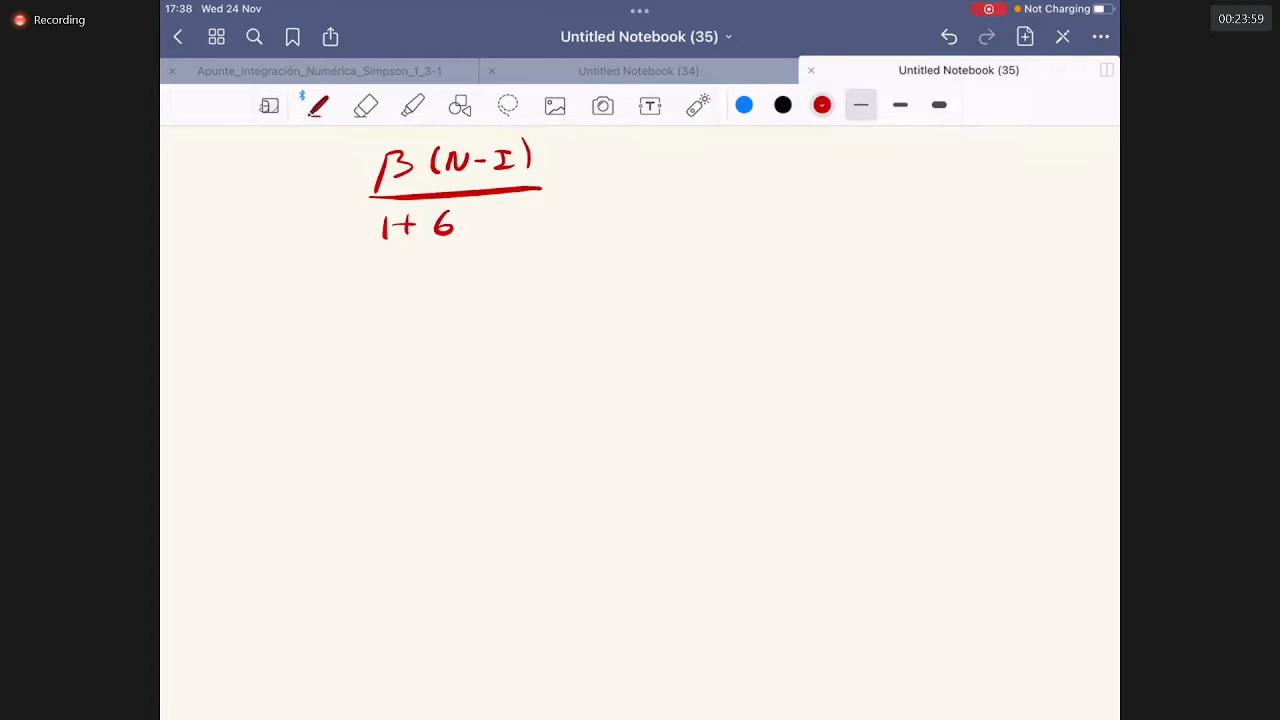 Recording
17:38 Wed 24 Nov
Not Charging
00:23:59
Untitled Notebook (35)
Apunte_Integración_Numérica_Simpson_1_3-1
Untitled Notebook (34)
Untitled Notebook (35)
T
β (N-I)
1+ 6